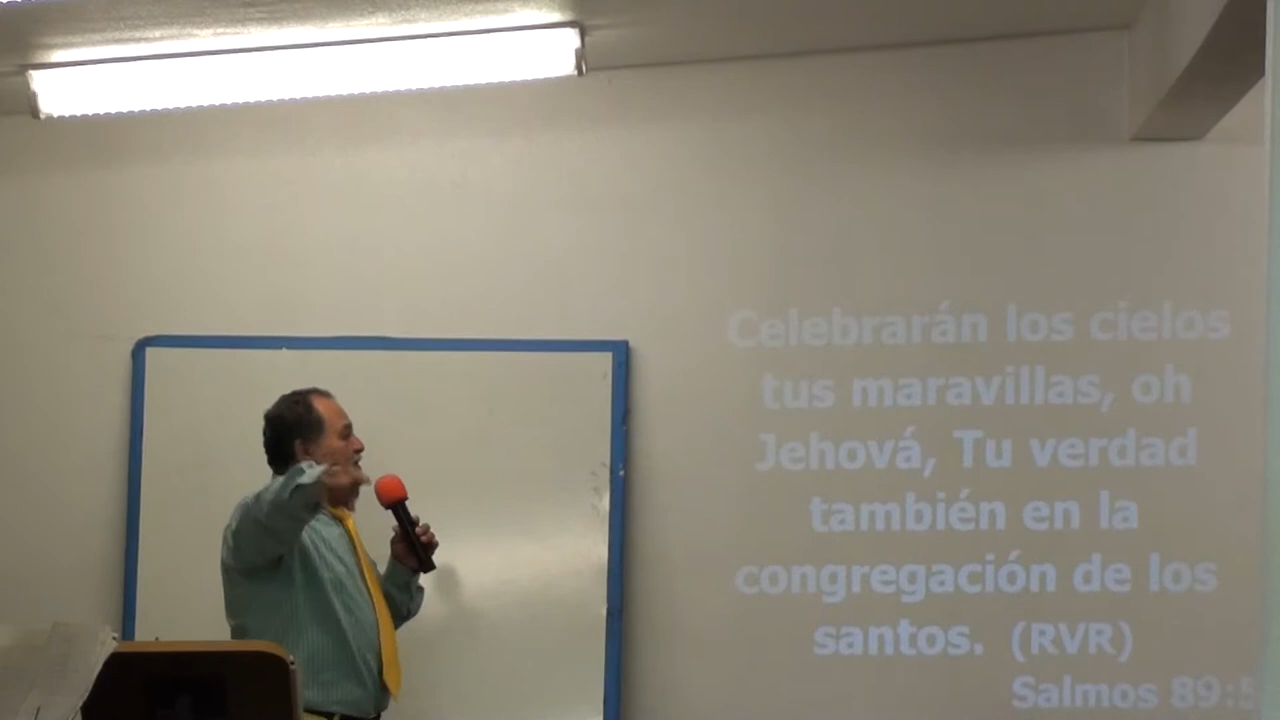 Celebrarán los cielos
tus maravillas, oh
Jehová, Tu verdad
también en la
congregación de los
santos. (RVR)
Salmos 89:5